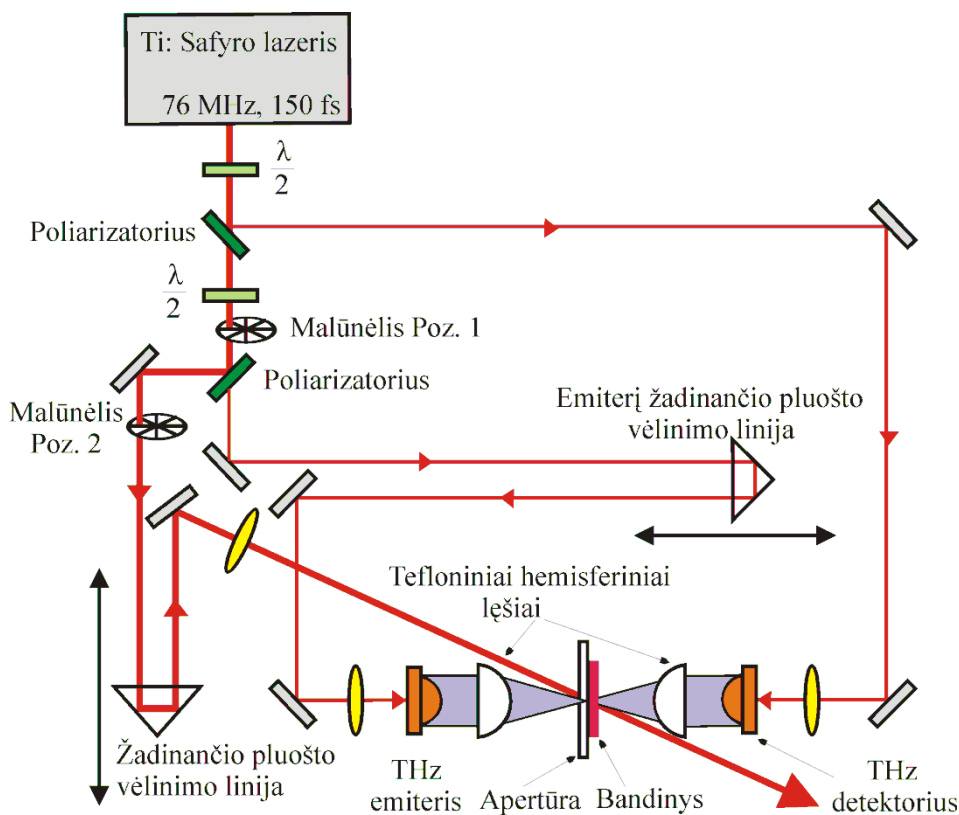 Ti: Safyro lazeris
76 MHz, 150 fs
λ
2
Poliarizatorius
λ
2
Malūnėlis Poz. 1
Poliarizatorius
Malūnėlis
Poz. 2
Emiterį žadinančio pluošto
vėlinimo linija
Tefloniniai hemisferiniai
lęšiai
Žadinančio pluošto
vėlinimo linija
THz
emiteris
Apertūra
Bandinys
THz
detektorius